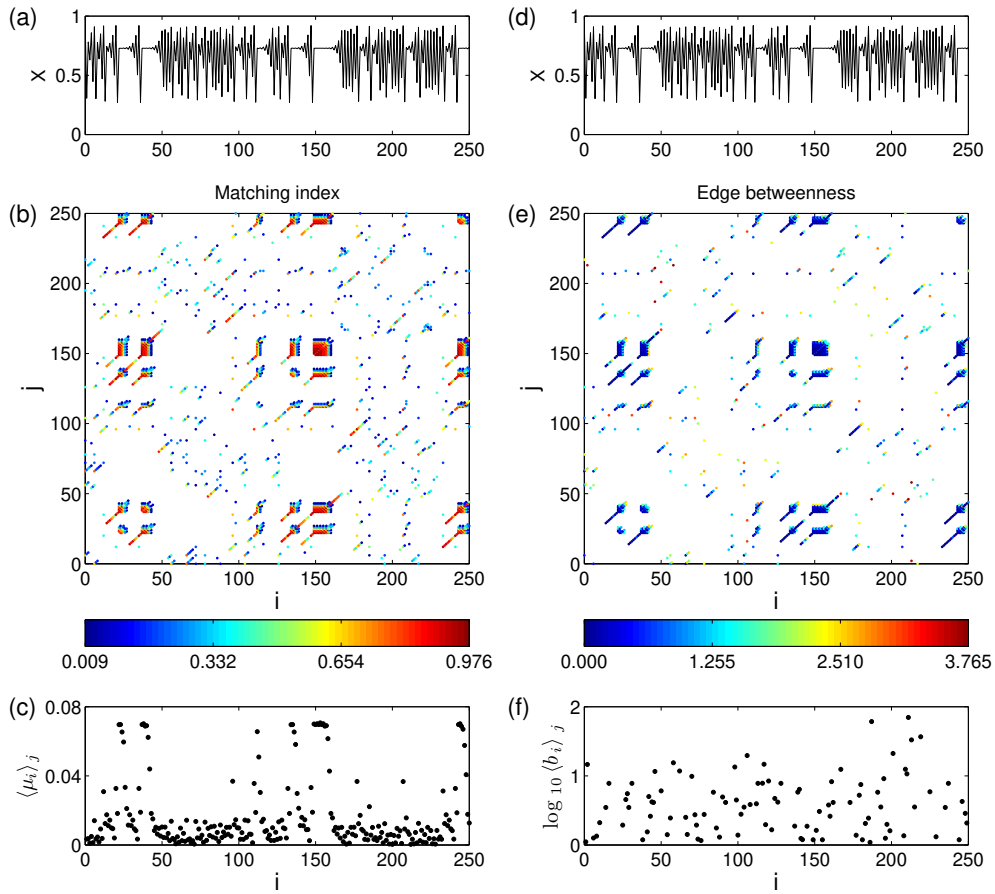 (a)
1
0.5
0
x
0 50 100 150 200 250
(d)
1
0.5
0
x
0 50 100 150 200 250
Matching index
(b)
250
200
150
100
50
0
j
0 50 100 150 200 250
i
0.009 0.332 0.654 0.976
Edge betweenness
(e)
250
200
150
100
50
0
j
0 50 100 150 200 250
i
0.000 1.255 2.510 3.765
(c)
0.08
0.04
0
⟨μ i⟩ j
0 50 100 150 200 250
i
(f)
2
1
0
log 10 ⟨b i⟩ j
0 50 100 150 200 250
i